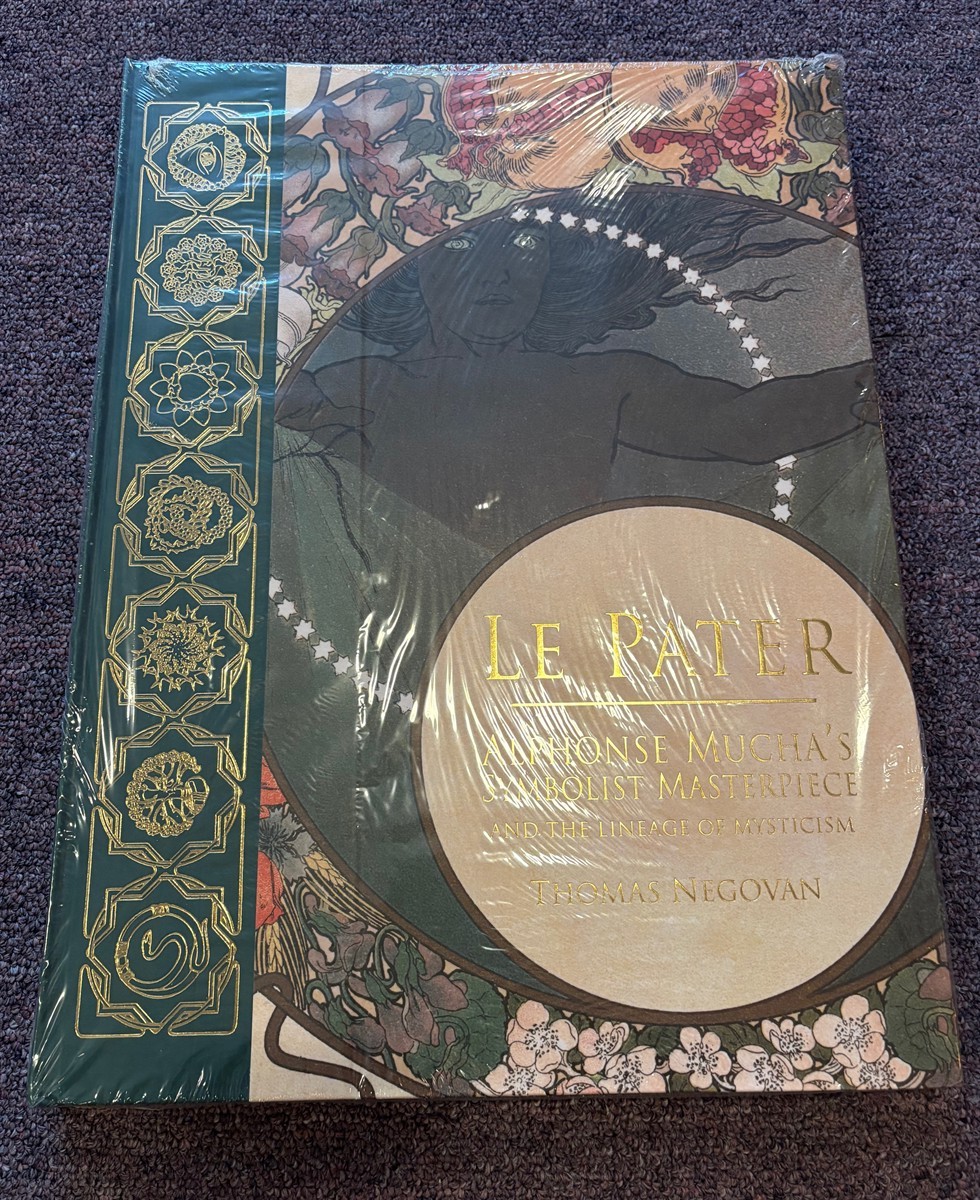 Le Pater
Alphonse Mucha's
Symbolist Masterpiece
and the Lineage of Mysticism
Thomas Negovan